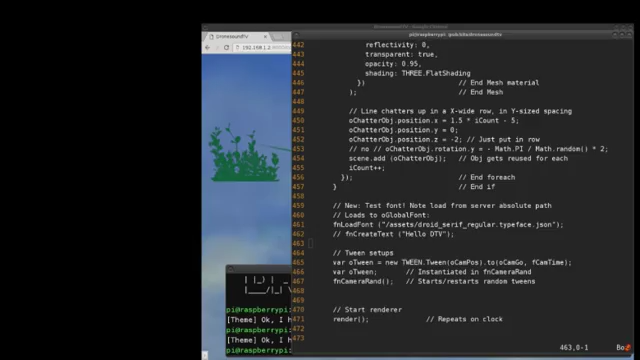 192.168.1.2
pi@raspberrypi
442 reflectivity: 0,
443 transparent: true,
444 opacity: 0.95,
445 shading: THREE.FlatShading
446 }) // End Mesh material
447 ); // End Mesh
448
449 // Line chatters up in a X-wide row, in Y-sized spacing
450 oChatterObj.position.x = 1.5 * iCount - 5;
451 oChatterObj.position.y = 0;
452 oChatterObj.position.z = -2; // Just put in row
453 // no // oChatterObj.rotation.y = - Math.PI / Math.random() * 2;
454 scene.add (oChatterObj); // Obj gets reused for each
455 iCount++;
456 }); // End foreach
457 } // End if
458
459 // New: Test font! Note load from server absolute path
460 // Loads to oGlobalFont:
461 fnLoadFont ("/assets/droid_serif_regular.typeface.json");
462 // fnCreateText ("Hello DTV");
463
464 // Tween setups
465 var oTween = new TWEEN.Tween(oCamPos).to(oCamGo, fCamTime);
466 var oTween; // Instantiated in fnCameraRand
467 fnCameraRand(); // Starts/restarts random tweens
468
469
470 // Start renderer
471 render(); // Repeats on clock
472
473
463,0-1 Bo
pi@raspberrypi:
[Theme] Ok, I h
pi@raspberrypi:
[Theme] Ok, I h
pi@raspberrypi: